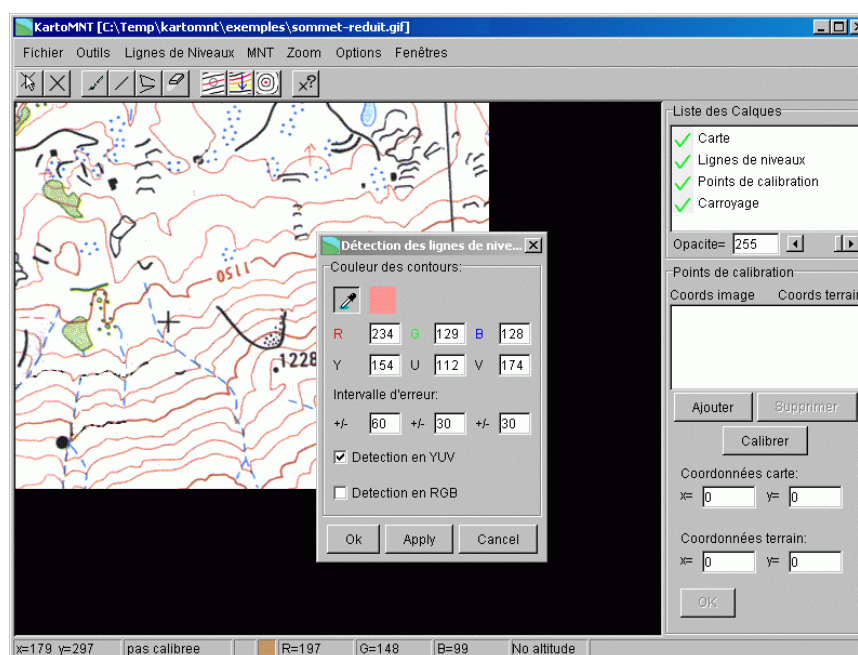 KartoMNT [C:\Temp\kartomnt\exemples\sommet-reduit.gif]
Fichier Outils Lignes de Niveaux MNT Zoom Options Fenêtres
x?
Liste des Calques
Carte
Lignes de niveaux
Points de calibration
Carroyage
Opacite= 255
Points de calibration
Coords image Coords terrain
Ajouter Supprimer
Calibrer
Coordonnées carte:
x= 0 y= 0
Coordonnées terrain:
x= 0 y= 0
OK
1150
1228
Détection des lignes de nive...
Couleur des contours:
R 234 G 129 B 128
Y 154 U 112 V 174
Intervalle d'erreur:
+/- 60 +/- 30 +/- 30
Detection en YUV
Detection en RGB
Ok Apply Cancel
x=179 y=297 pas calibree R=197 G=148 B=99 No altitude